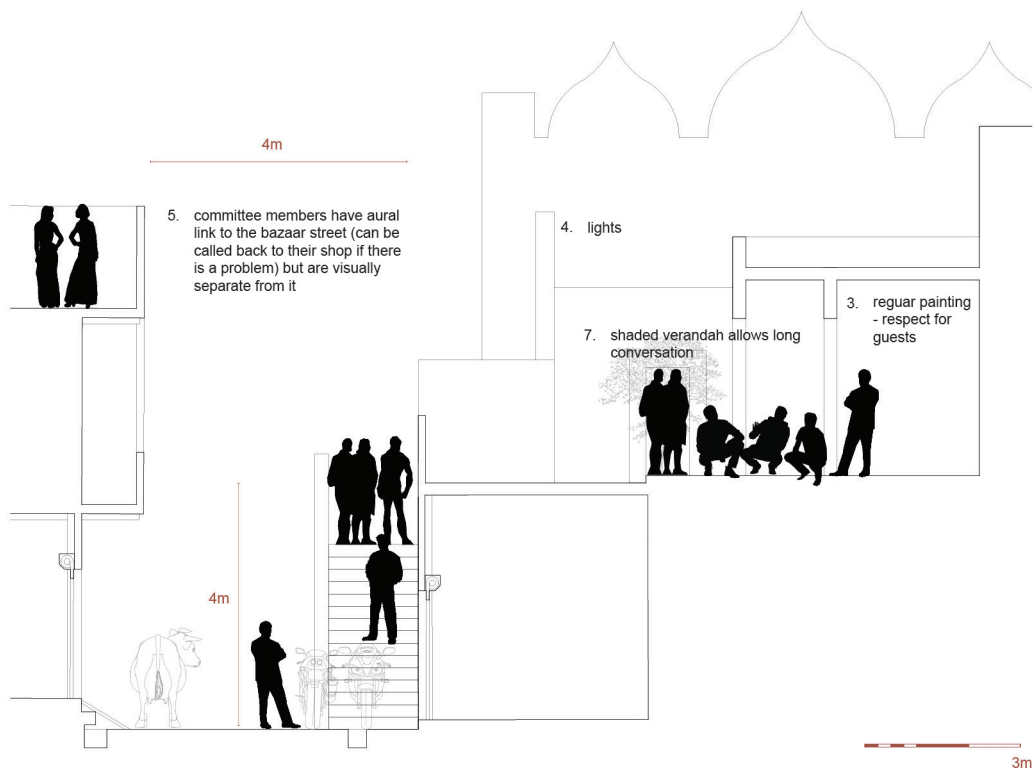 4m
5. committee members have aural
link to the bazaar street (can be
called back to their shop if there
is a problem) but are visually
separate from it
4. lights
3. reguar painting
- respect for
guests
7. shaded verandah allows long
conversation
4m
3m